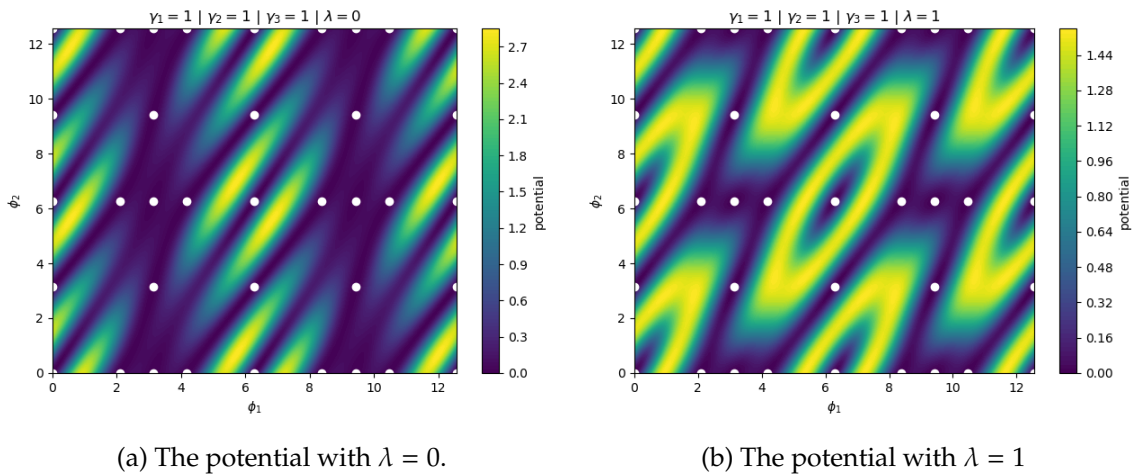 γ₁ = 1 | γ₂ = 1 | γ₃ = 1 | λ = 0
12
10
8
6
4
2
0
ϕ₂
0 2 4 6 8 10 12
ϕ₁
2.7
2.4
2.1
1.8
1.5
1.2
0.9
0.6
0.3
0.0
potential
(a) The potential with λ = 0.
γ₁ = 1 | γ₂ = 1 | γ₃ = 1 | λ = 1
12
10
8
6
4
2
0
ϕ₂
0 2 4 6 8 10 12
ϕ₁
1.44
1.28
1.12
0.96
0.80
0.64
0.48
0.32
0.16
0.00
potential
(b) The potential with λ = 1